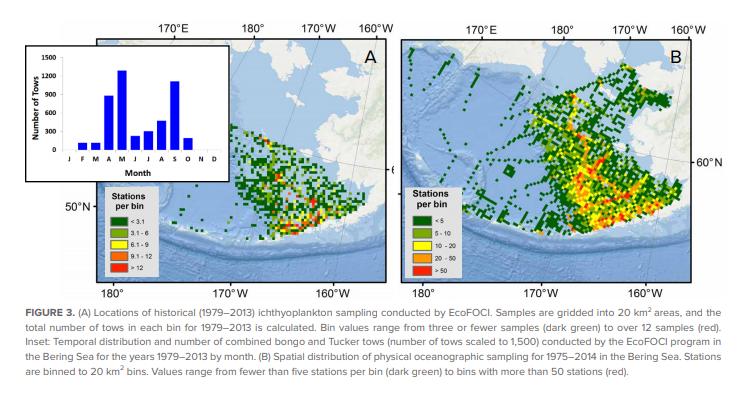 170°E 180° 170°W 160°W
170°E 180° 170°W 160°W
A
B
1500
1200
900
600
300
0
Number of Tows
J F M A M J J A S O N D
Month
60°N
50°N
Stations
per bin
< 3.1
3.1 - 6
6.1 - 9
9.1 - 12
> 12
Stations
per bin
< 5
5 - 10
10 - 20
20 - 50
> 50
180° 170°W 160°W
180° 170°W 160°W
FIGURE 3. (A) Locations of historical (1979–2013) ichthyoplankton sampling conducted by EcoFOCI. Samples are gridded into 20 km² areas, and the
total number of tows in each bin for 1979–2013 is calculated. Bin values range from three or fewer samples (dark green) to over 12 samples (red).
Inset: Temporal distribution and number of combined bongo and Tucker tows (number of tows scaled to 1,500) conducted by the EcoFOCI program in
the Bering Sea for the years 1979–2013 by month. (B) Spatial distribution of physical oceanographic sampling for 1975–2014 in the Bering Sea. Stations
are binned to 20 km² bins. Values range from fewer than five stations per bin (dark green) to bins with more than 50 stations (red).